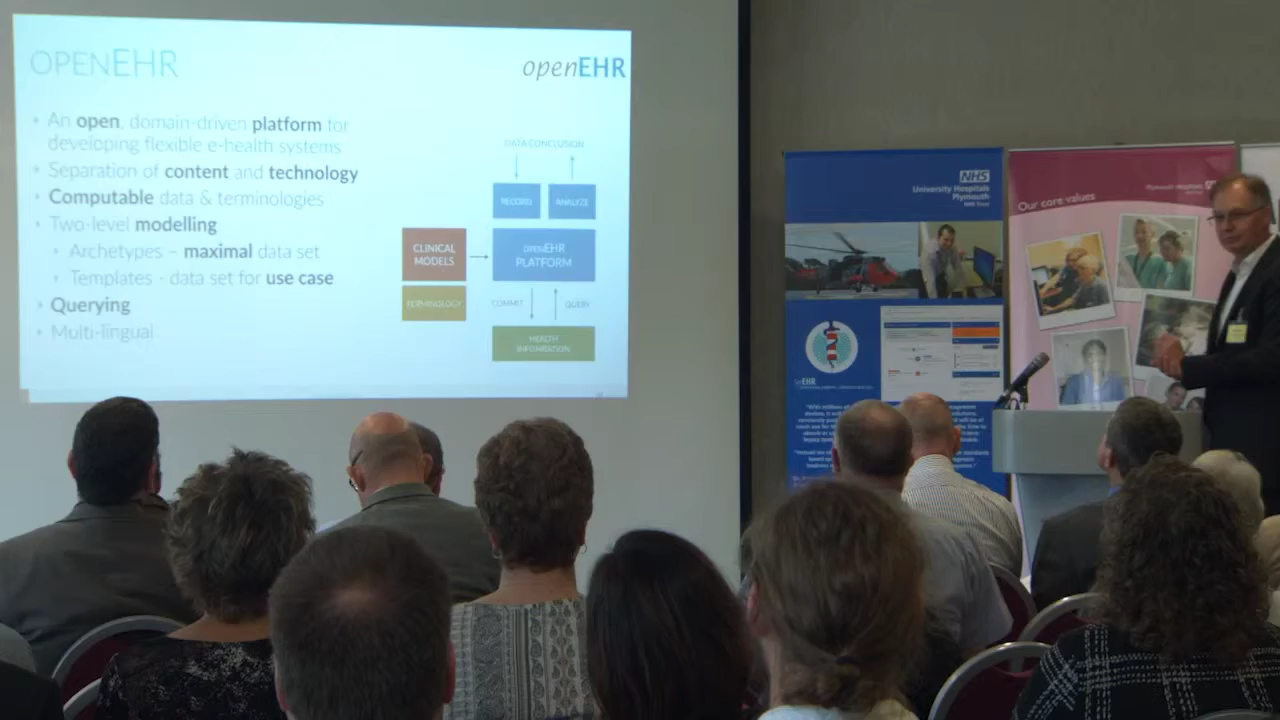 OPENEHR
openEHR
• An open, domain-driven platform for
developing flexible e-health systems
• Separation of content and technology
• Computable data & terminologies
• Two-level modelling
• Archetypes – maximal data set
• Templates - data set for use case
• Querying
• Multi-lingual
DATA CONCLUSION
RECORD
ANALYZE
CLINICAL
MODELS
OPENEHR
PLATFORM
TERMINOLOGY
COMMIT
QUERY
HEALTH
INFORMATION
NHS
University Hospitals
Plymouth
NHS Trust
Our core values
Plymouth Hospitals